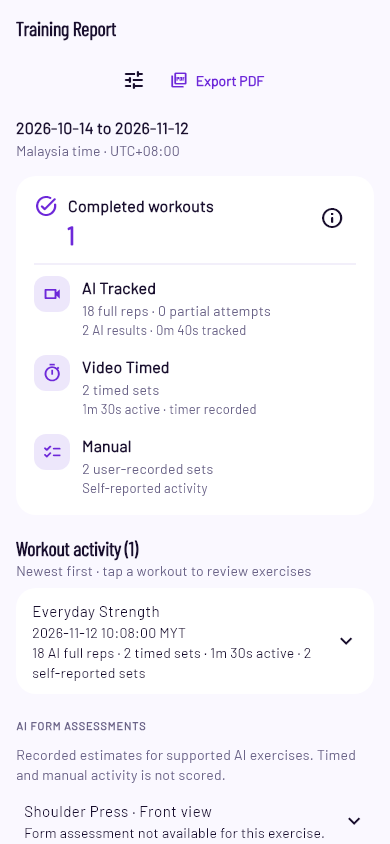 Training Report
Export PDF
2026-10-14 to 2026-11-12
Malaysia time · UTC+08:00
Completed workouts
1
AI Tracked
18 full reps · 0 partial attempts
2 AI results · 0m 40s tracked
Video Timed
2 timed sets
1m 30s active · timer recorded
Manual
2 user-recorded sets
Self-reported activity
Workout activity (1)
Newest first · tap a workout to review exercises
Everyday Strength
2026-11-12 10:08:00 MYT
18 AI full reps · 2 timed sets · 1m 30s active · 2
self-reported sets
AI FORM ASSESSMENTS
Recorded estimates for supported AI exercises. Timed
and manual activity is not scored.
Shoulder Press · Front view
Form assessment not available for this exercise.